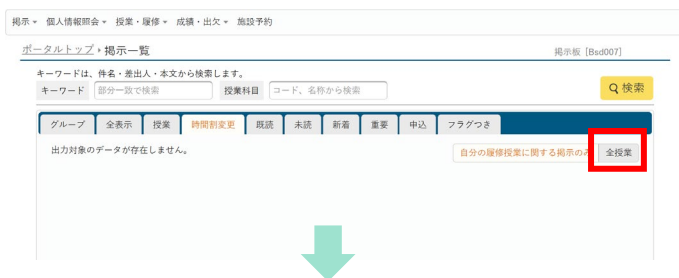 掲示 個人情報照会 授業・履修 成績・出欠 施設予約
ポータルトップ 掲示一覧 掲示板 [Bsd007]
キーワードは、件名・差出人・本文から検索します。
キーワード 部分一致で検索 授業科目 コード、名称から検索 検索
グループ 全表示 授業 時間割変更 既読 未読 新着 重要 申込 フラグつき
出力対象のデータが存在しません。 自分の履修授業に関する掲示のみ 全授業